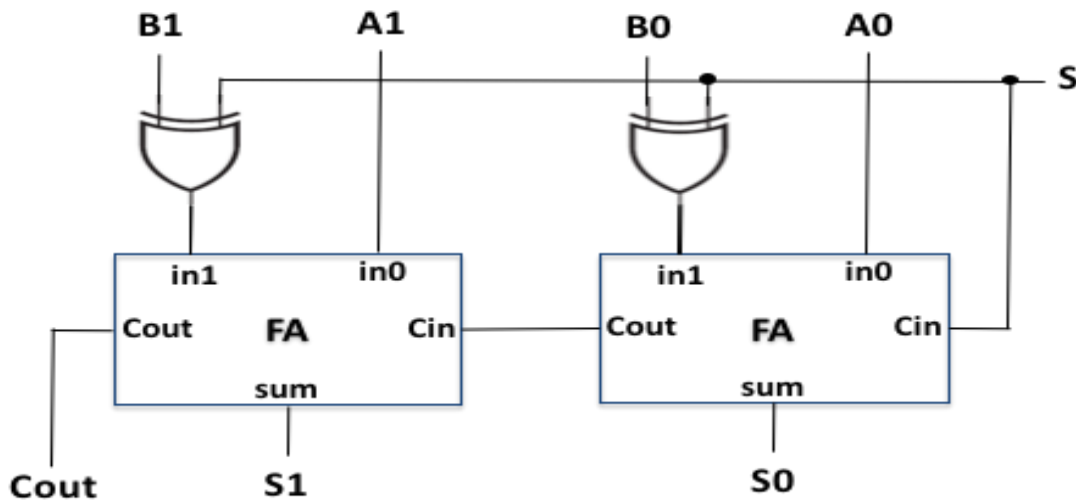 B1 A1 B0 A0
S
in1 in0 in1 in0
Cout FA Cin Cout FA Cin
sum sum
Cout S1 S0